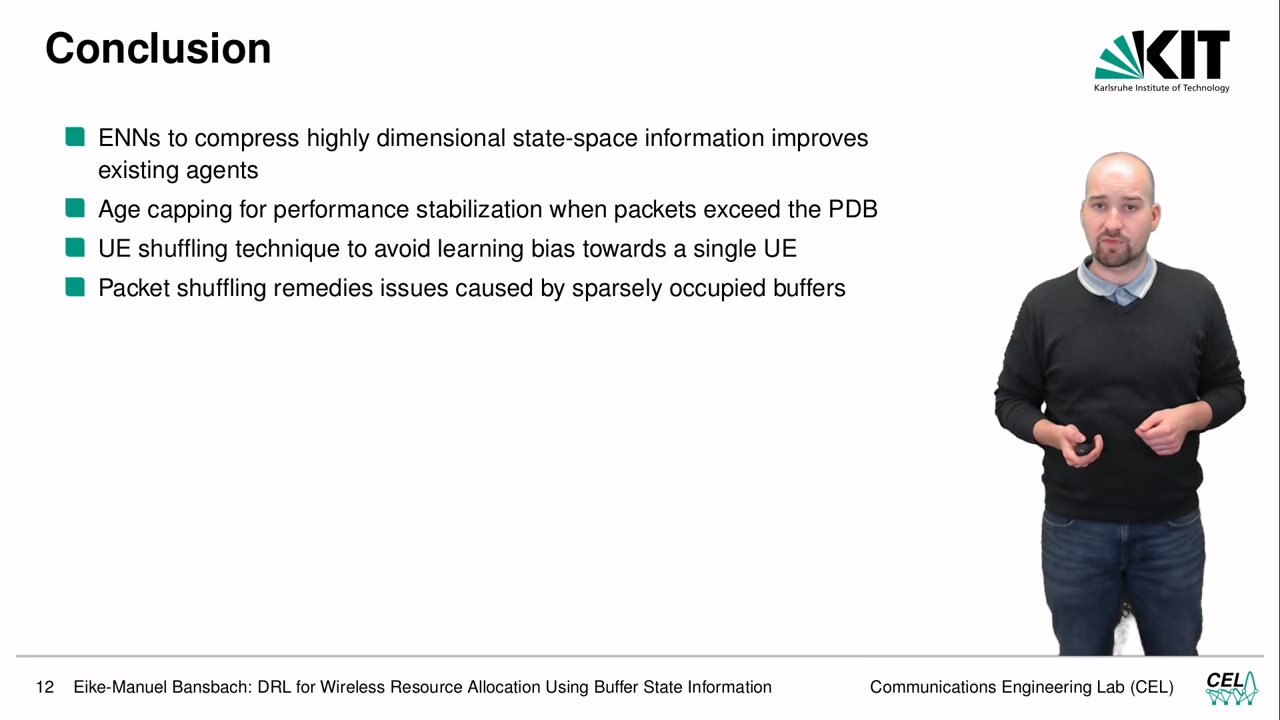 Conclusion
KIT
Karlsruhe Institute of Technology
ENNs to compress highly dimensional state-space information improves
existing agents
Age capping for performance stabilization when packets exceed the PDB
UE shuffling technique to avoid learning bias towards a single UE
Packet shuffling remedies issues caused by sparsely occupied buffers
12 Eike-Manuel Bansbach: DRL for Wireless Resource Allocation Using Buffer State Information
Communications Engineering Lab (CEL)
CEL